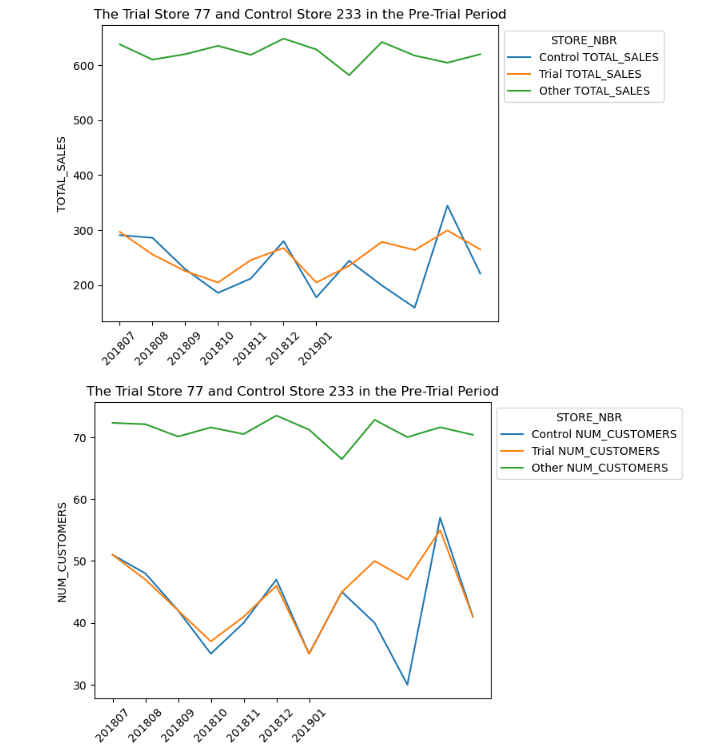 The Trial Store 77 and Control Store 233 in the Pre-Trial Period
STORE_NBR
Control TOTAL_SALES
Trial TOTAL_SALES
Other TOTAL_SALES
TOTAL_SALES
600
500
400
300
200
201807
201808
201809
201810
201811
201812
201901
The Trial Store 77 and Control Store 233 in the Pre-Trial Period
STORE_NBR
Control NUM_CUSTOMERS
Trial NUM_CUSTOMERS
Other NUM_CUSTOMERS
NUM_CUSTOMERS
70
60
50
40
30
201807
201808
201809
201810
201811
201812
201901